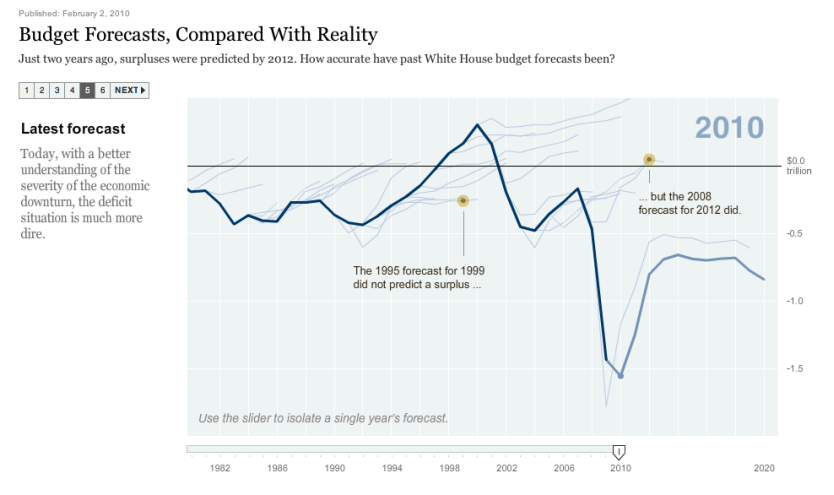 Published: February 2, 2010
Budget Forecasts, Compared With Reality
Just two years ago, surpluses were predicted by 2012. How accurate have past White House budget forecasts been?
1 2 3 4 5 6 NEXT
Latest forecast
Today, with a better
understanding of the
severity of the economic
downturn, the deficit
situation is much more
dire.
2010
$0.0
trillion
... but the 2008
forecast for 2012 did.
-0.5
The 1995 forecast for 1999
did not predict a surplus ...
-1.0
-1.5
Use the slider to isolate a single year's forecast.
1982 1986 1990 1994 1998 2002 2006 2010 2020